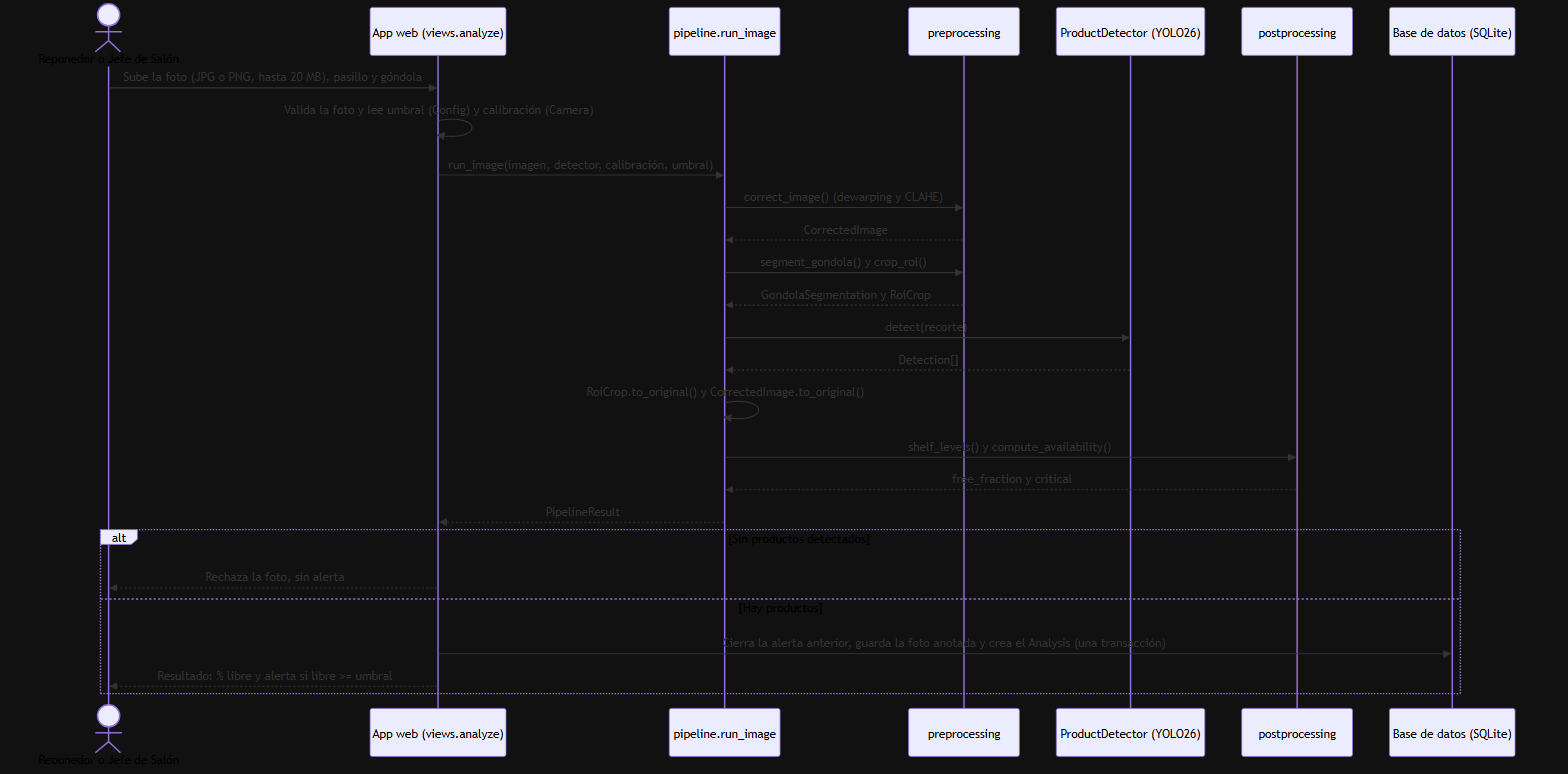 App web (views.analyze)
pipeline.run_image
preprocessing
ProductDetector (YOLO26)
postprocessing
Base de datos (SQLite)
Reponedor o Jefe de Salón
Sube la foto (JPG o PNG, hasta 20 MB), pasillo y góndola
Valida la foto y lee umbral (Config) y calibración (Camera)
run_image(imagen, detector, calibración, umbral)
correct_image() (dewarping y CLAHE)
CorrectedImage
segment_gondola() y crop_roi()
GondolaSegmentation y RoiCrop
detect(recorte)
Detection[]
RoiCrop.to_original() y CorrectedImage.to_original()
shelf_levels() y compute_availability()
free_fraction y critical
PipelineResult
alt
[Sin productos detectados]
Rechaza la foto, sin alerta
[Hay productos]
Cierra la alerta anterior, guarda la foto anotada y crea el Analysis (una transacción)
Resultado: % libre y alerta si libre >= umbral
App web (views.analyze)
pipeline.run_image
preprocessing
ProductDetector (YOLO26)
postprocessing
Base de datos (SQLite)
Reponedor o Jefe de Salón